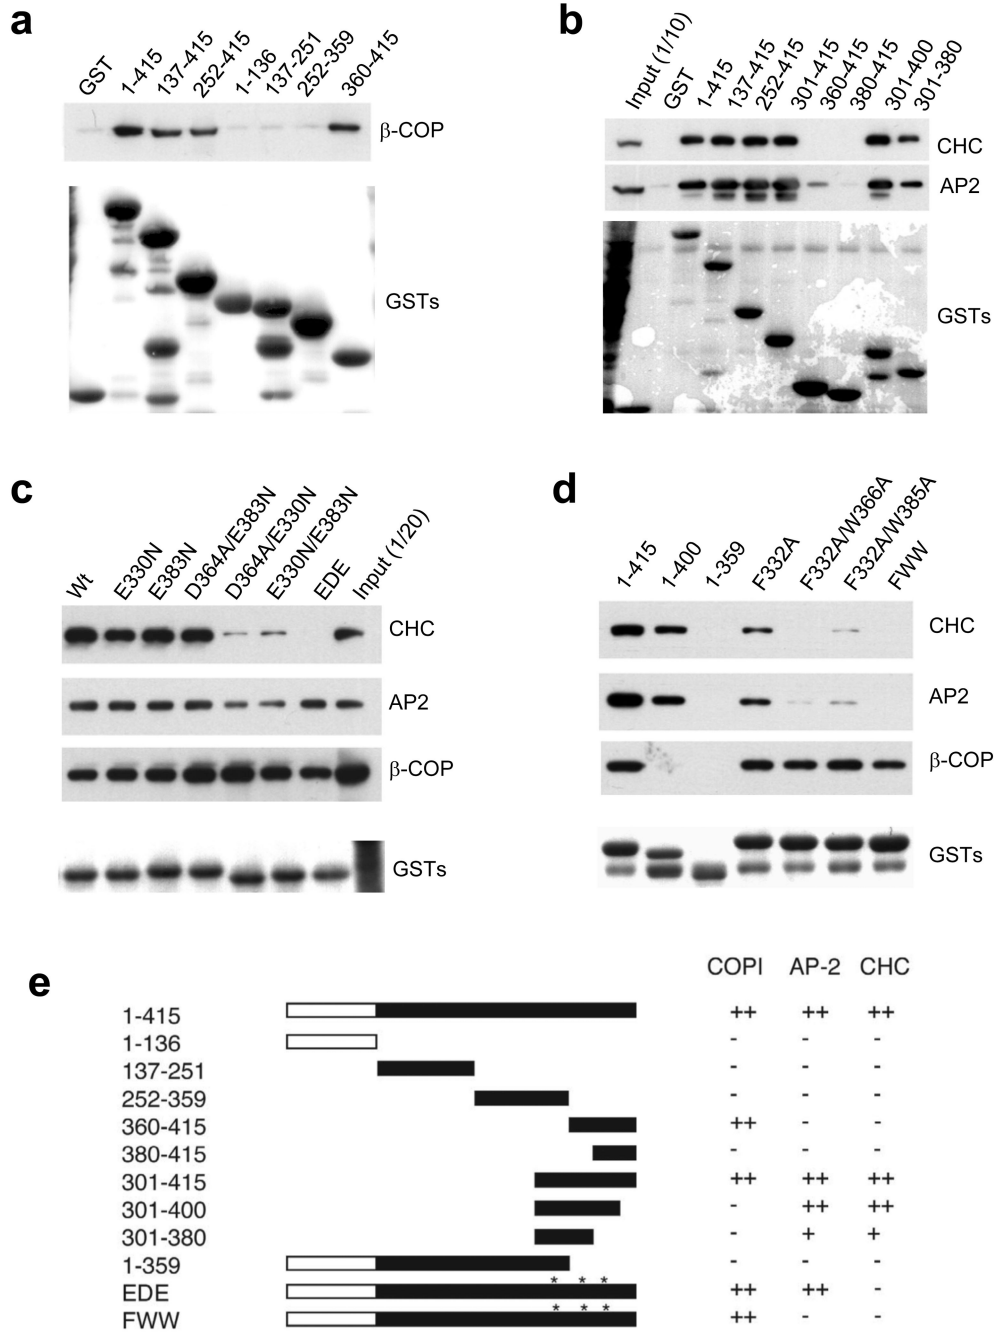 a
GST
1-415
137-415
252-415
1-136
137-251
252-359
360-415
β-COP
GSTs
b
Input (1/10)
GST
1-415
137-415
252-415
301-415
360-415
380-415
301-400
301-380
CHC
AP2
GSTs
c
Wt
E330N
E383N
D364A/E383N
D364A/E330N
E330N/E383N
EDE
Input (1/20)
CHC
AP2
β-COP
GSTs
d
1-415
1-400
1-359
F332A
F332A/W366A
F332A/W385A
FWW
CHC
AP2
β-COP
GSTs
e
COPI AP-2 CHC
1-415 ++ ++ ++
1-136 - - -
137-251 - - -
252-359 - - -
360-415 ++ - -
380-415 - - -
301-415 ++ ++ ++
301-400 - ++ ++
301-380 - + +
1-359 - - -
* * *
EDE ++ ++ -
* * *
FWW ++ - -